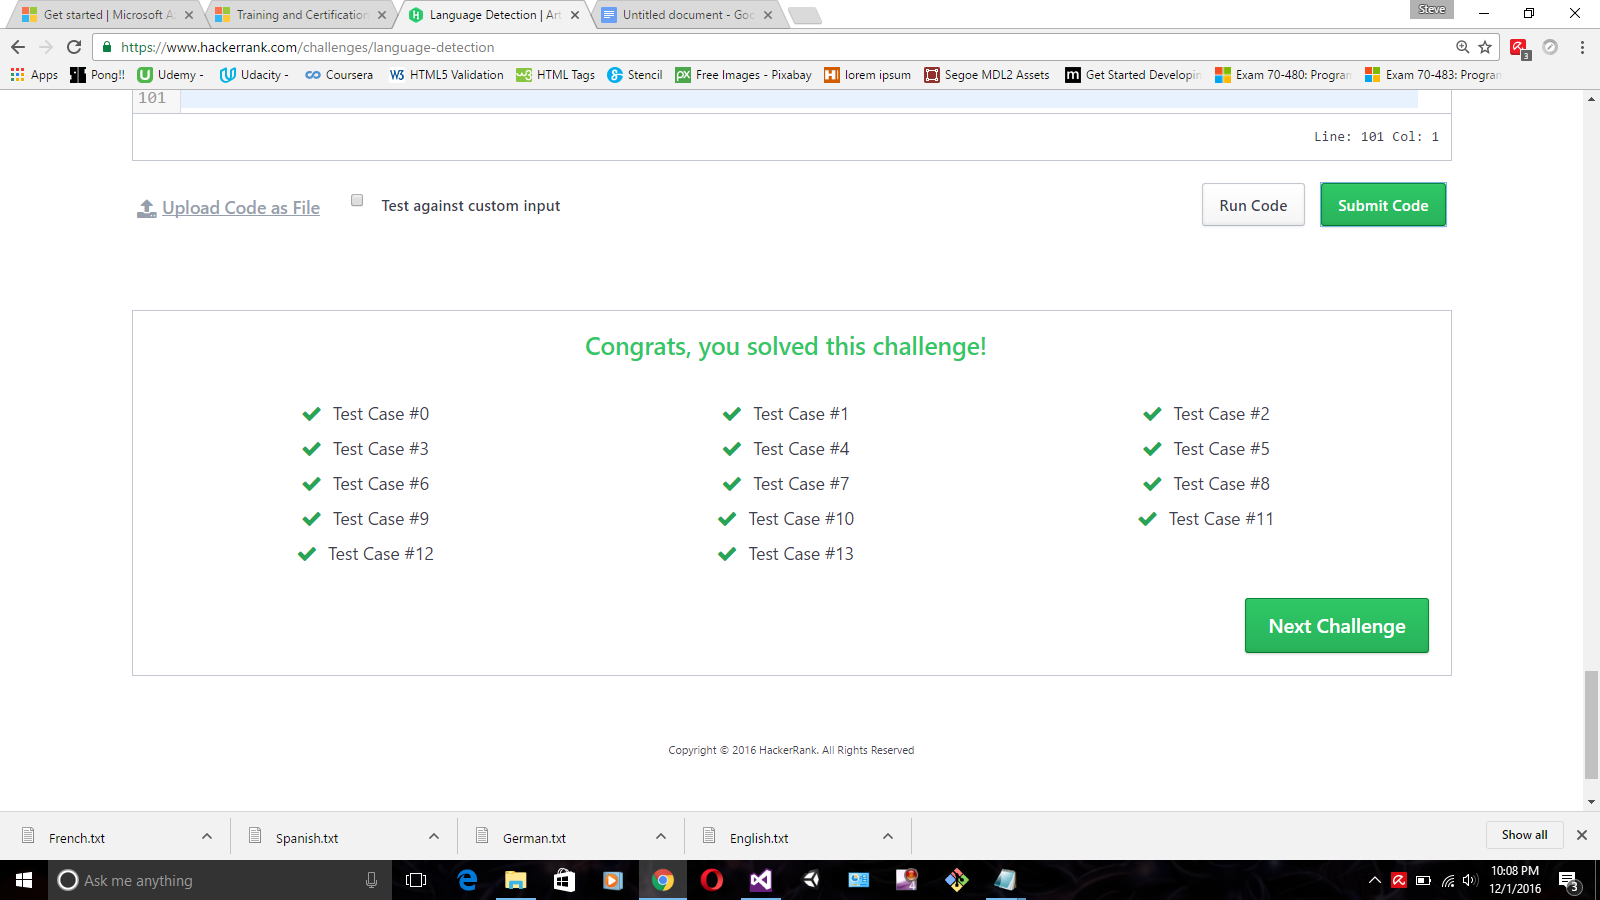 Get started | Microsoft A
Training and Certification
Language Detection | Art
Untitled document - Goo
Steve
https://www.hackerrank.com/challenges/language-detection
3
Apps
Pong!!
Udemy -
Udacity -
Coursera
W3 HTML5 Validation
HTML Tags
Stencil
px Free Images - Pixabay
lorem ipsum
Segoe MDL2 Assets
m Get Started Developin
Exam 70-480: Program
Exam 70-483: Program
101
Line: 101 Col: 1
Upload Code as File
Test against custom input
Run Code
Submit Code
Congrats, you solved this challenge!
Test Case #0 Test Case #1 Test Case #2
Test Case #3 Test Case #4 Test Case #5
Test Case #6 Test Case #7 Test Case #8
Test Case #9 Test Case #10 Test Case #11
Test Case #12 Test Case #13
Next Challenge
Copyright © 2016 HackerRank. All Rights Reserved
French.txt
Spanish.txt
German.txt
English.txt
Show all
Ask me anything
10:08 PM
12/1/2016
3